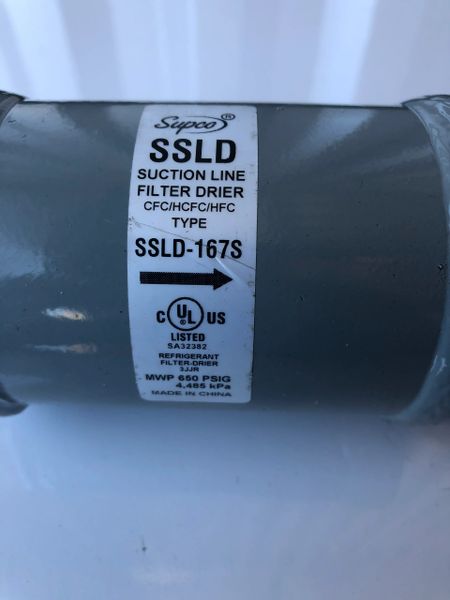 Supco®
SSLD
SUCTION LINE
FILTER DRIER
CFC/HCFC/HFC
TYPE
SSLD-167S
C UL US
LISTED
SA32382
REFRIGERANT
FILTER-DRIER
3JJR
MWP 650 PSIG
4,485 kPa
MADE IN CHINA